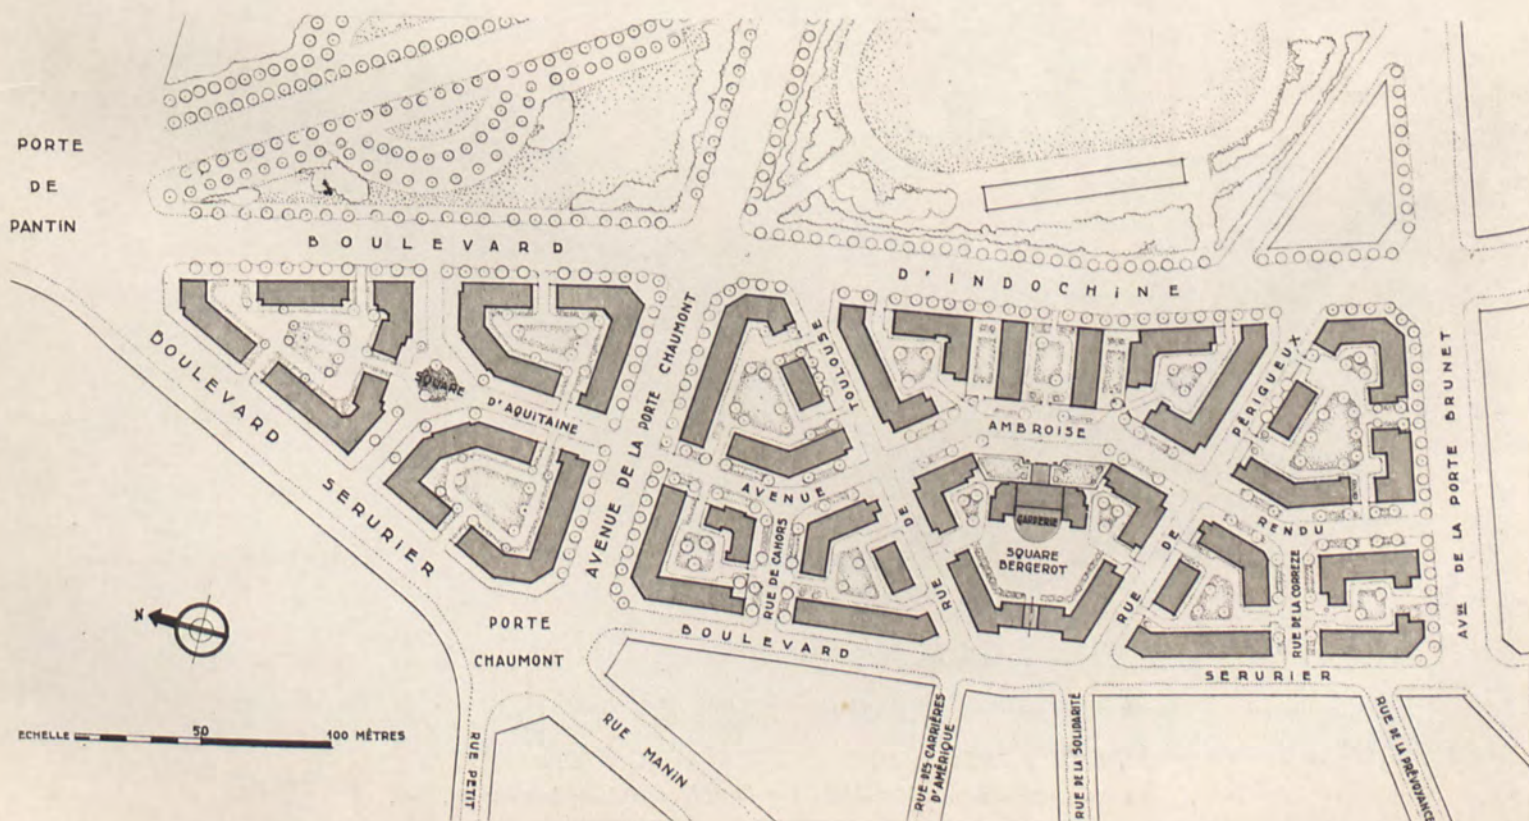 PORTE
DE
PANTIN
BOULEVARD
D'INDOCHINE
BOULEVARD
SERURIER
SQUARE
D'AQUITAINE
AVENUE DE LA PORTE CHAUMONT
RUE DE TOULOUSE
AVENUE
AMBROISE
RENDU
RUE DE PÉRIGUEUX
AVᵉ DE LA PORTE BRUNET
RUE DE CAHORS
GARDERIE
SQUARE
BERGEROT
RUE DE LA CORREZE
BOULEVARD
SERURIER
N
PORTE
CHAUMONT
ECHELLE 50 100 MÈTRES
RUE PETIT
RUE MANIN
RUE DES CARRIÈRES
D'AMÉRIQUE
RUE DE LA SOLIDARITÉ
RUE DE LA PRÉVOYANCE